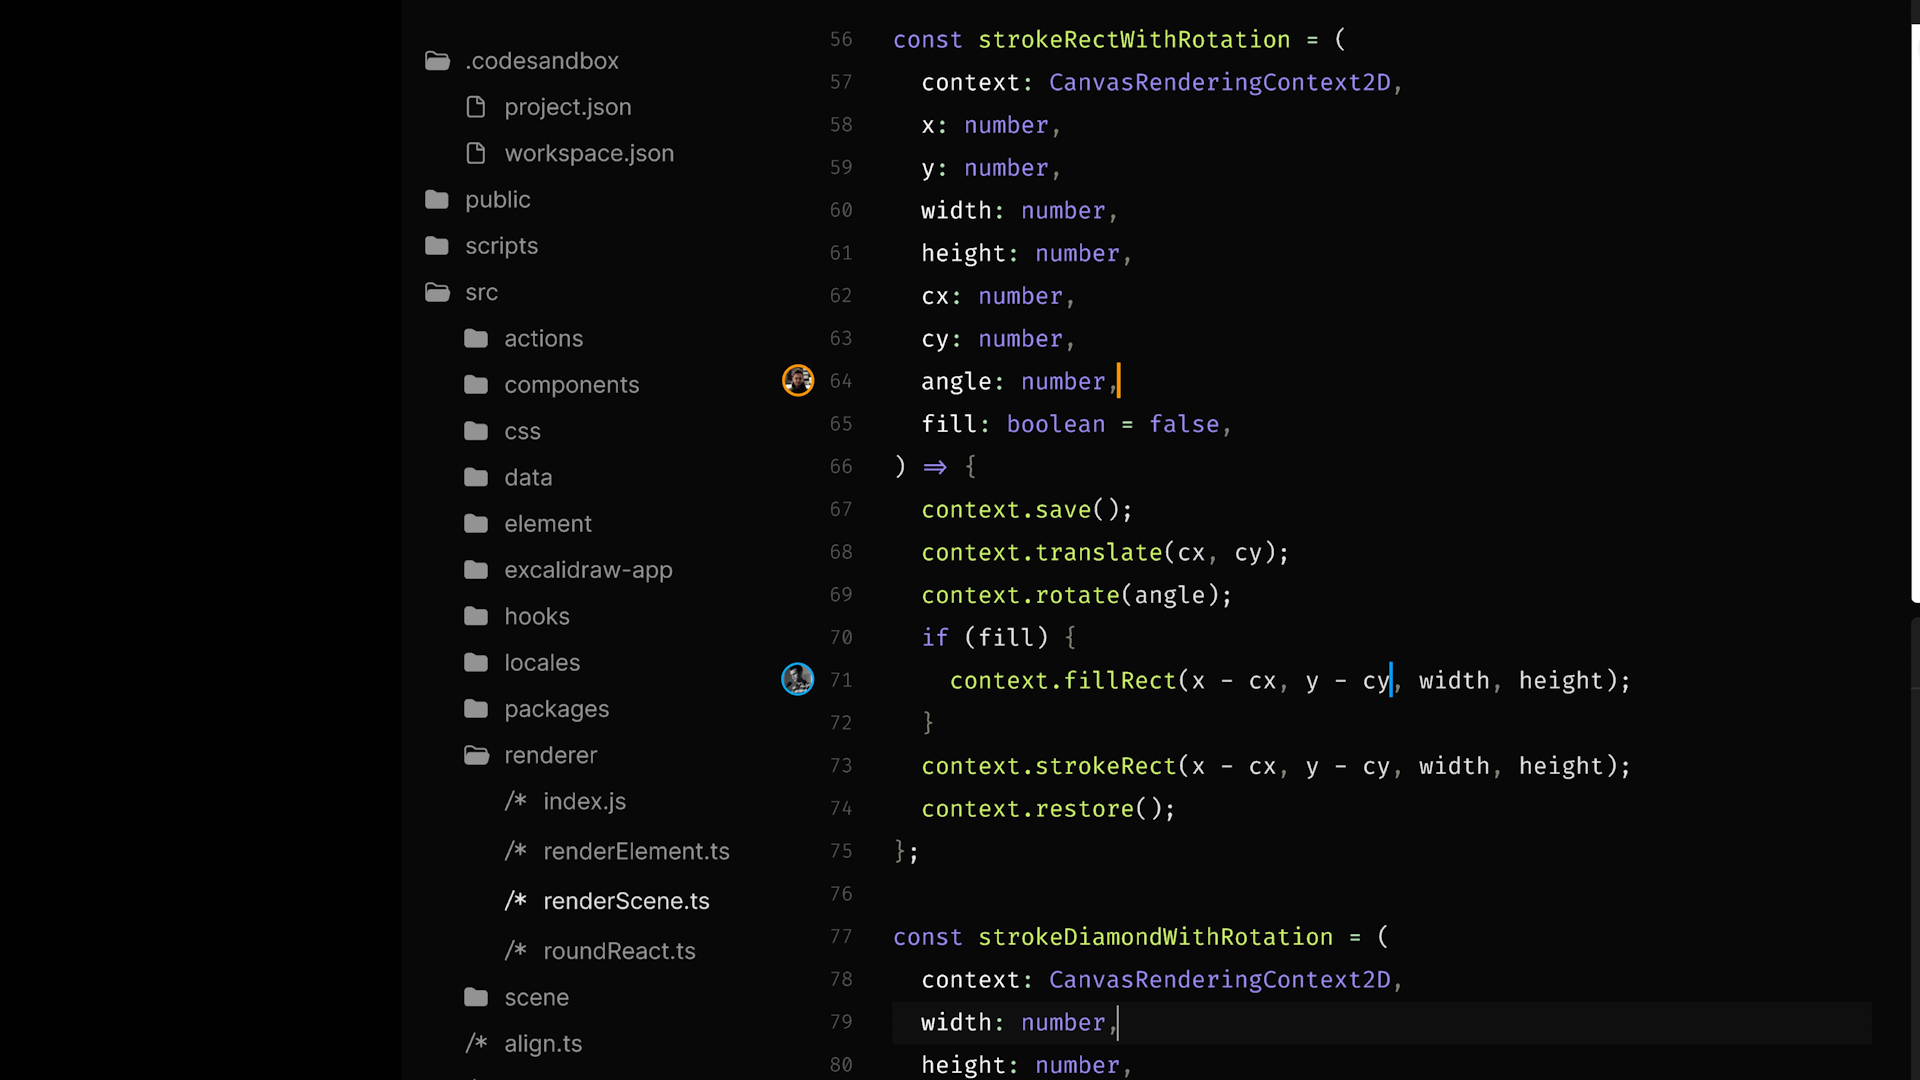 .codesandbox
project.json
workspace.json
public
scripts
src
actions
components
css
data
element
excalidraw-app
hooks
locales
packages
renderer
/* index.js
/* renderElement.ts
/* renderScene.ts
/* roundReact.ts
scene
/* align.ts
56 const strokeRectWithRotation = (
57 context: CanvasRenderingContext2D,
58 x: number,
59 y: number,
60 width: number,
61 height: number,
62 cx: number,
63 cy: number,
64 angle: number,
65 fill: boolean = false,
66 ) => {
67 context.save();
68 context.translate(cx, cy);
69 context.rotate(angle);
70 if (fill) {
71 context.fillRect(x - cx, y - cy, width, height);
72 }
73 context.strokeRect(x - cx, y - cy, width, height);
74 context.restore();
75 };
76
77 const strokeDiamondWithRotation = (
78 context: CanvasRenderingContext2D,
79 width: number,
80 height: number,